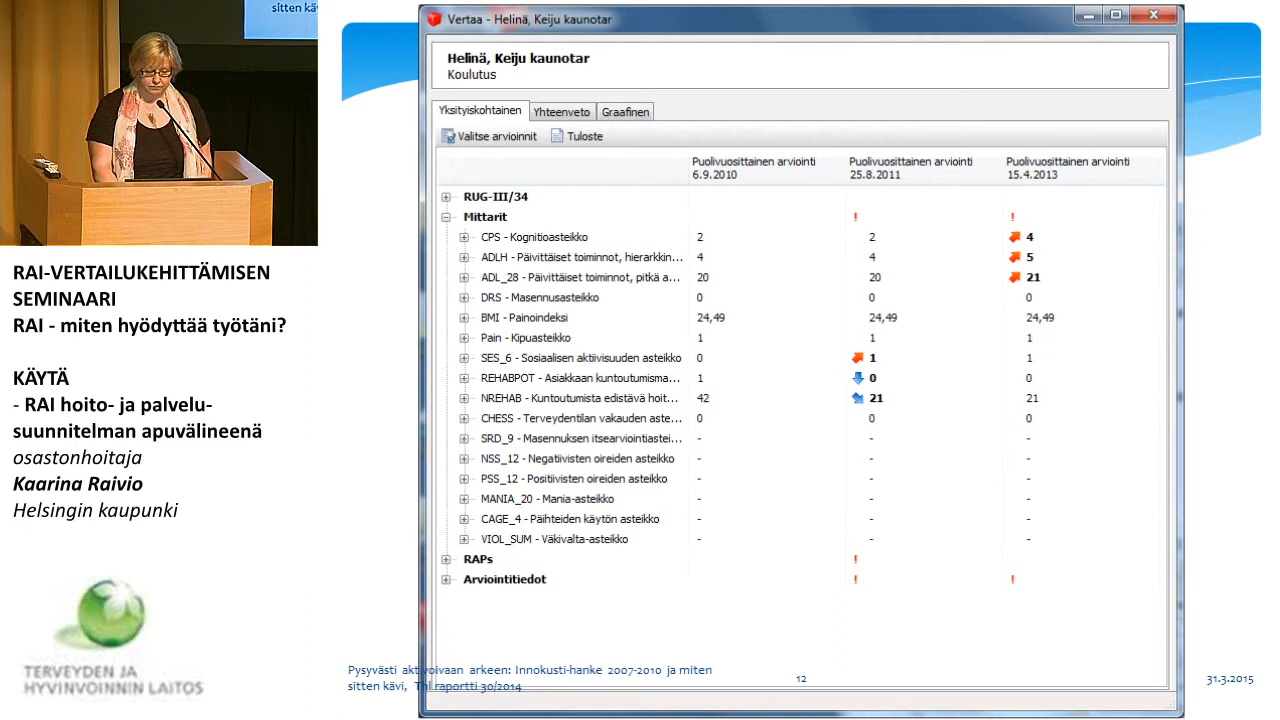 sitten käv
RAI-VERTAILUKEHITTÄMISEN
SEMINAARI
RAI - miten hyödyttää työtäni?
KÄYTÄ
- RAI hoito- ja palvelu-
suunnitelman apuvälineenä
osastonhoitaja
Kaarina Raivio
Helsingin kaupunki
TERVEYDEN JA
HYVINVOINNIN LAITOS
Vertaa - Helinä, Keiju kaunotar
Helinä, Keiju kaunotar
Koulutus
Yksityiskohtainen Yhteenveto Graafinen
Valitse arvioinnit Tuloste
Puolivuosittainen arviointi Puolivuosittainen arviointi Puolivuosittainen arviointi
6.9.2010 25.8.2011 15.4.2013
RUG-III/34
Mittarit ! !
CPS - Kognitioasteikko 2 2 4
ADLH - Päivittäiset toiminnot, hierarkkin... 4 4 5
ADL_28 - Päivittäiset toiminnot, pitkä a... 20 20 21
DRS - Masennusasteikko 0 0 0
BMI - Painoindeksi 24,49 24,49 24,49
Pain - Kipuasteikko 1 1 1
SES_6 - Sosiaalisen aktiivisuuden asteikko 0 1 1
REHABPOT - Asiakkaan kuntoutumisma... 1 0 0
NREHAB - Kuntoutumista edistävä hoit... 42 21 21
CHESS - Terveydentilan vakauden aste... 0 0 0
SRD_9 - Masennuksen itsearviointiastei... - - -
NSS_12 - Negatiivisten oireiden asteikko - - -
PSS_12 - Positiivisten oireiden asteikko - - -
MANIA_20 - Mania-asteikko - - -
CAGE_4 - Päihteiden käytön asteikko - - -
VIOL_SUM - Väkivalta-asteikko - - -
RAPs !
Arviointitiedot ! !
Pysyvästi aktivoivaan arkeen: Innokusti-hanke 2007-2010 ja miten
sitten kävi, Thl raportti 30/2014
12
31.3.2015